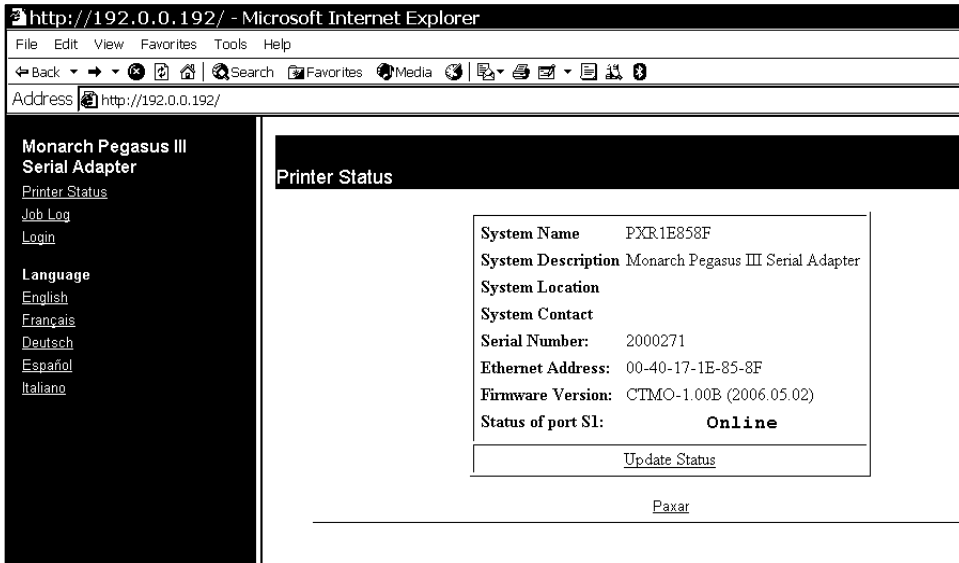 http://192.0.0.192/ - Microsoft Internet Explorer
File Edit View Favorites Tools Help
Back Search Favorites Media
Address http://192.0.0.192/
Monarch Pegasus III
Serial Adapter
Printer Status
Job Log
Login
Language
English
Français
Deutsch
Español
Italiano
Printer Status
System Name PXR1E858F
System Description Monarch Pegasus III Serial Adapter
System Location
System Contact
Serial Number: 2000271
Ethernet Address: 00-40-17-1E-85-8F
Firmware Version: CTMO-1.00B (2006.05.02)
Status of port S1: Online
Update Status
Paxar